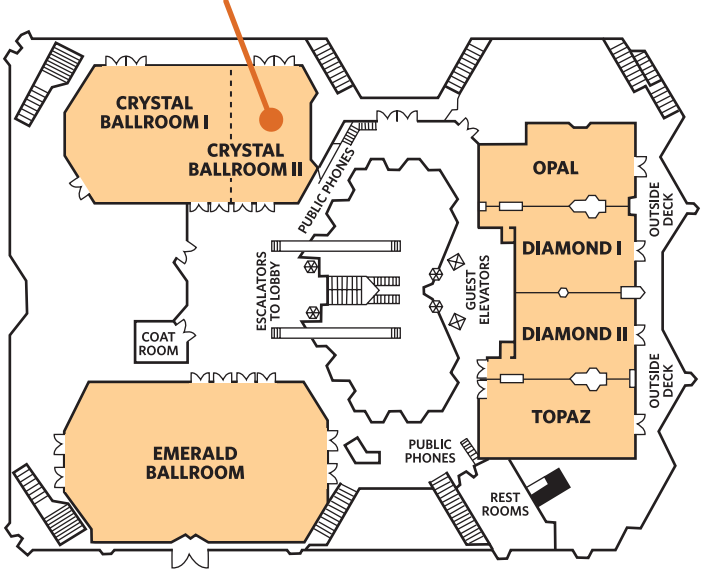 CRYSTAL
BALLROOM I
CRYSTAL
BALLROOM II
PUBLIC PHONES
OPAL
OUTSIDE
DECK
DIAMOND I
ESCALATORS
TO LOBBY
GUEST
ELEVATORS
COAT
ROOM
DIAMOND II
OUTSIDE
DECK
TOPAZ
EMERALD
BALLROOM
PUBLIC
PHONES
REST
ROOMS